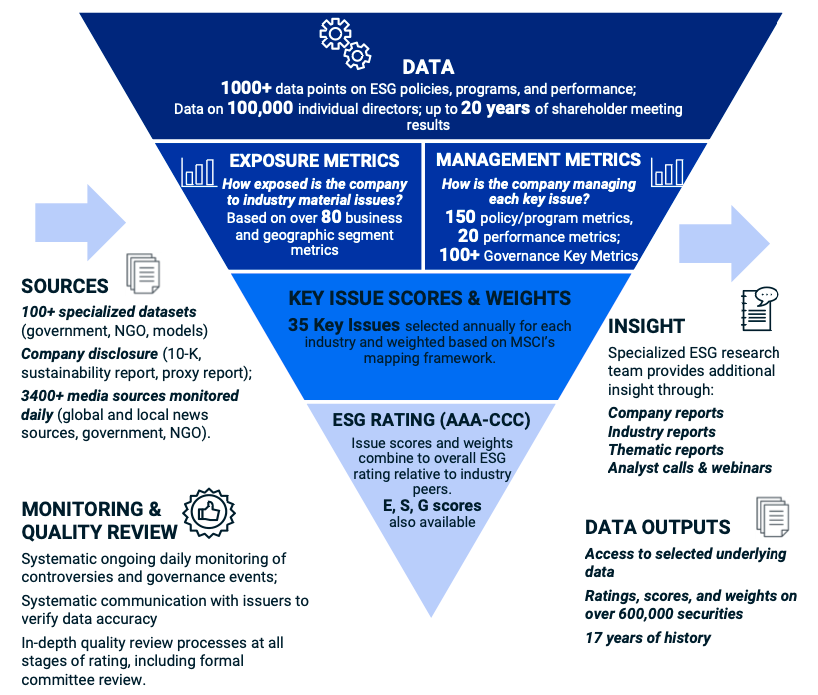 DATA
1000+ data points on ESG policies, programs, and performance;
Data on 100,000 individual directors; up to 20 years of shareholder meeting
results
EXPOSURE METRICS
How exposed is the company
to industry material issues?
Based on over 80 business
and geographic segment
metrics
MANAGEMENT METRICS
How is the company managing
each key issue?
150 policy/program metrics,
20 performance metrics;
100+ Governance Key Metrics
KEY ISSUE SCORES & WEIGHTS
35 Key Issues selected annually for each
industry and weighted based on MSCI's
mapping framework.
ESG RATING (AAA-CCC)
Issue scores and weights
combine to overall ESG
rating relative to industry
peers.
E, S, G scores
also available
SOURCES
100+ specialized datasets
(government, NGO, models)
Company disclosure (10-K,
sustainability report, proxy report);
3400+ media sources monitored
daily (global and local news
sources, government, NGO).
MONITORING &
QUALITY REVIEW
Systematic ongoing daily monitoring of
controversies and governance events;
Systematic communication with issuers to
verify data accuracy
In-depth quality review processes at all
stages of rating, including formal
committee review.
INSIGHT
Specialized ESG research
team provides additional
insight through:
Company reports
Industry reports
Thematic reports
Analyst calls & webinars
DATA OUTPUTS
Access to selected underlying
data
Ratings, scores, and weights on
over 600,000 securities
17 years of history